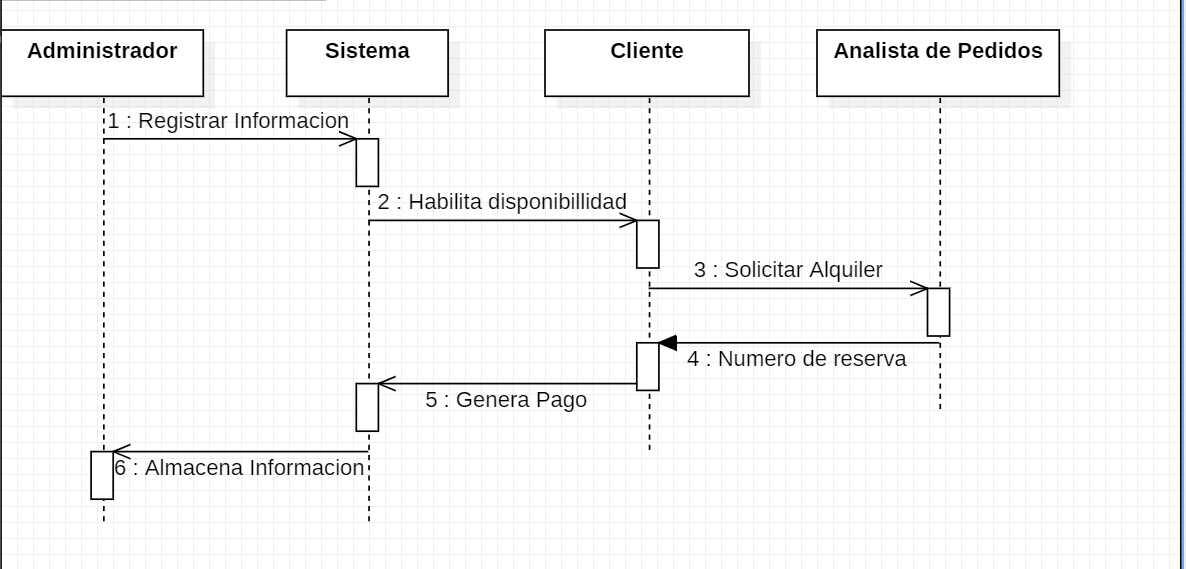 Administrador
Sistema
Cliente
Analista de Pedidos
1 : Registrar Informacion
2 : Habilita disponibillidad
3 : Solicitar Alquiler
4 : Numero de reserva
5 : Genera Pago
6 : Almacena Informacion